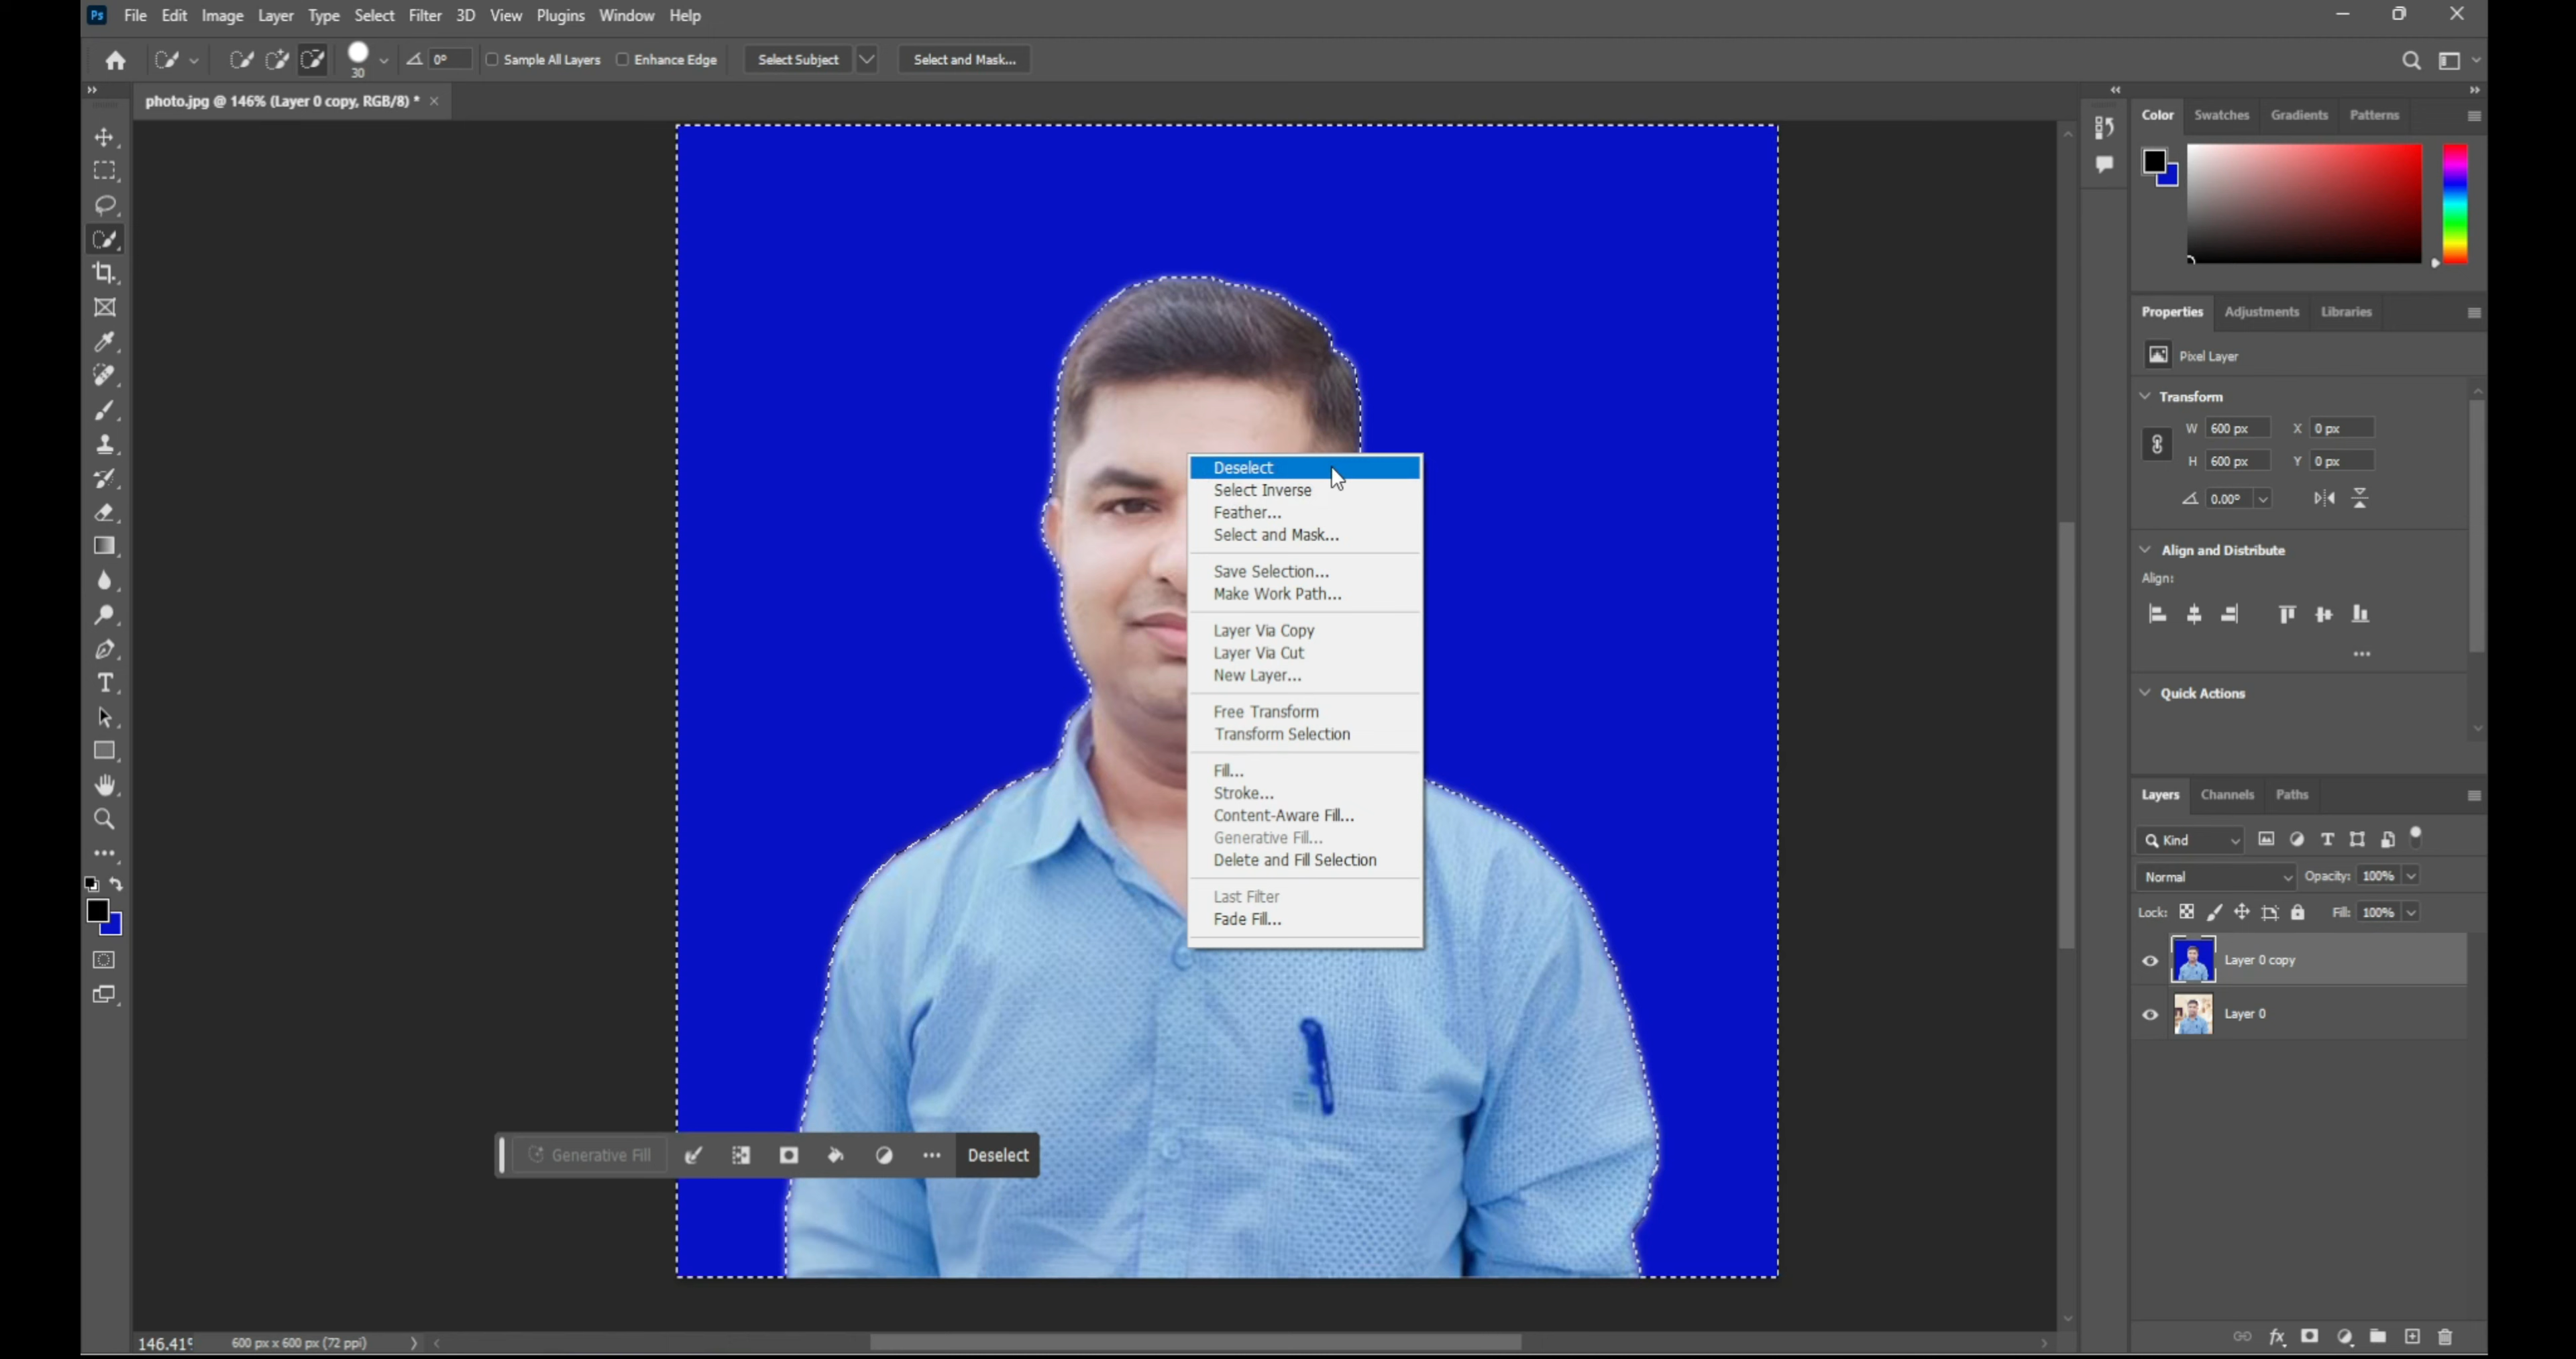 Ps File Edit Image Layer Type Select Filter 3D View Plugins Window Help
30 0° Sample All Layers Enhance Edge Select Subject Select and Mask...
photo.jpg @ 146% (Layer 0 copy, RGB/8) *
Color Swatches Gradients Patterns
Properties Adjustments Libraries
Pixel Layer
Transform
W 600 px X 0 px
H 600 px Y 0 px
0.00°
Align and Distribute
Align:
Quick Actions
Deselect
Select Inverse
Feather...
Select and Mask...
Save Selection...
Make Work Path...
Layer Via Copy
Layer Via Cut
New Layer...
Free Transform
Transform Selection
Fill...
Stroke...
Content-Aware Fill...
Generative Fill...
Delete and Fill Selection
Last Filter
Fade Fill...
Generative Fill Deselect
Layers Channels Paths
Kind
Normal Opacity: 100%
Lock: Fill: 100%
Layer 0 copy
Layer 0
146.41 600 px x 600 px (72 ppi)